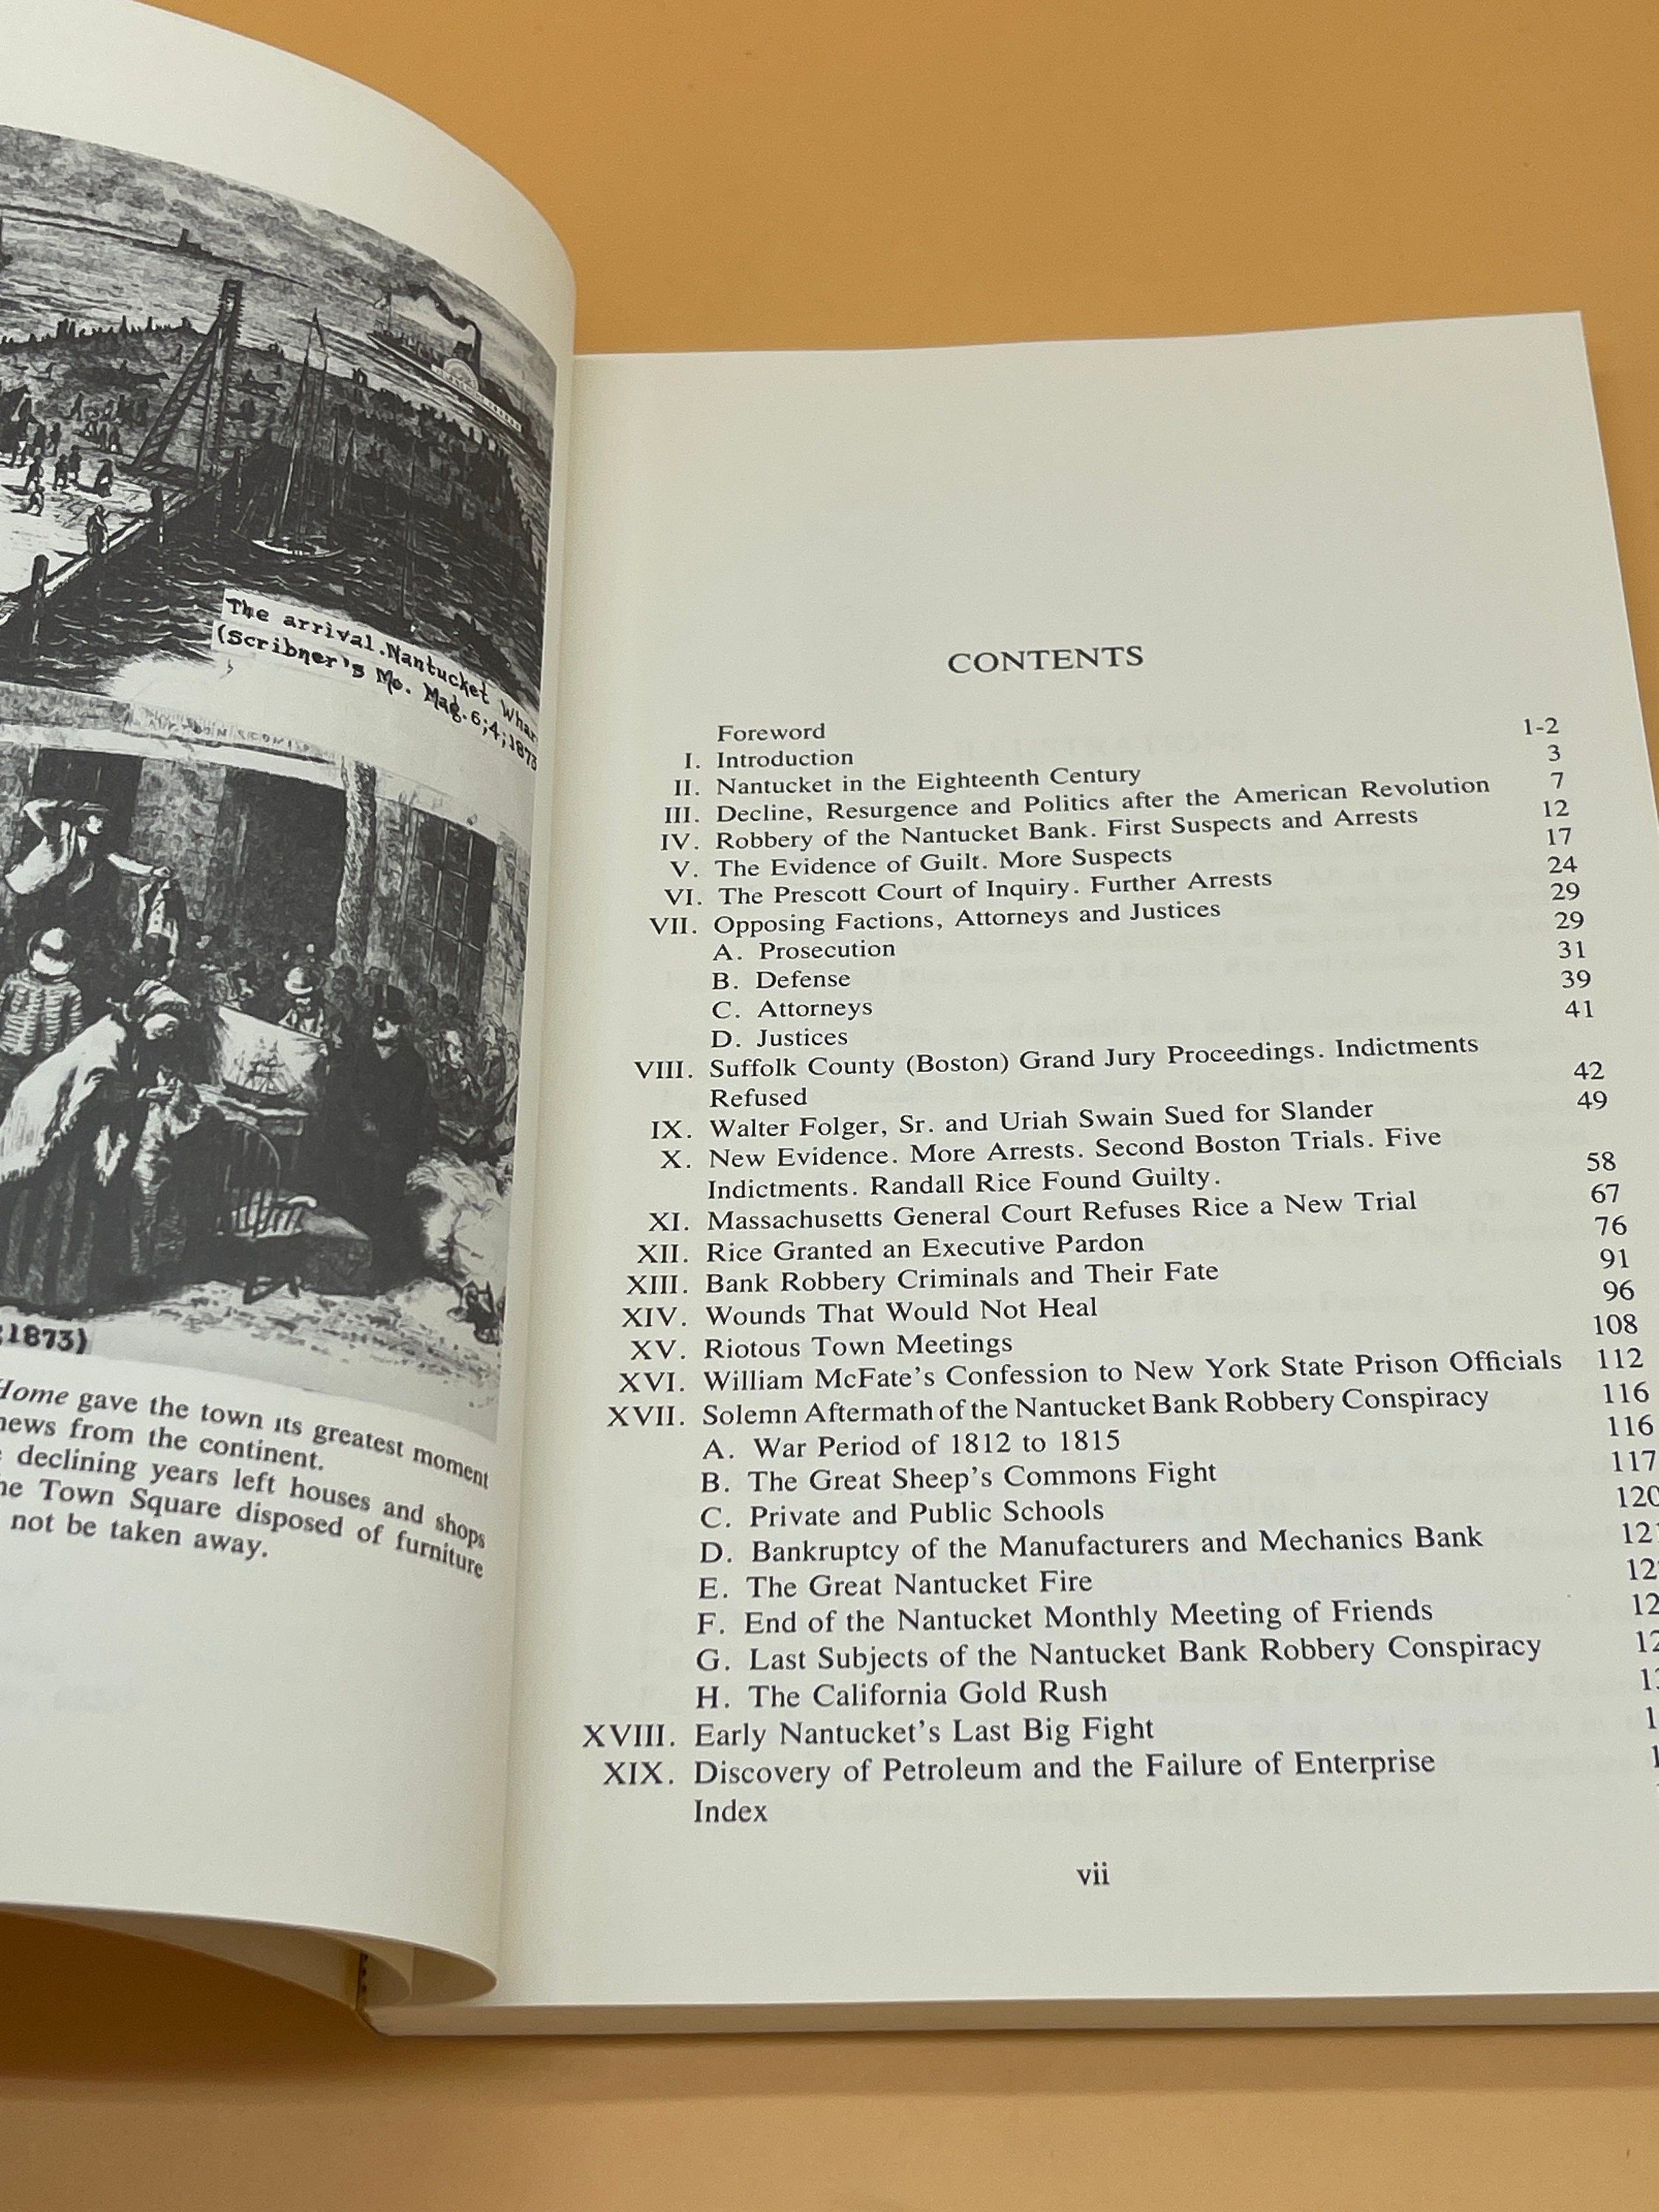 The arrival.Nantucket Whar
(Scribner's Mo. Mag.6;4;1873
;1873)
Home gave the town its greatest moment
news from the continent.
declining years left houses and shops
he Town Square disposed of furniture
not be taken away.
CONTENTS
Foreword 1-2
I. Introduction 3
II. Nantucket in the Eighteenth Century 7
III. Decline, Resurgence and Politics after the American Revolution 12
IV. Robbery of the Nantucket Bank. First Suspects and Arrests 17
V. The Evidence of Guilt. More Suspects 24
VI. The Prescott Court of Inquiry. Further Arrests 29
VII. Opposing Factions, Attorneys and Justices 29
A. Prosecution 31
B. Defense 39
C. Attorneys 41
D. Justices
VIII. Suffolk County (Boston) Grand Jury Proceedings. Indictments
Refused 42
IX. Walter Folger, Sr. and Uriah Swain Sued for Slander 49
X. New Evidence. More Arrests. Second Boston Trials. Five
Indictments. Randall Rice Found Guilty. 58
XI. Massachusetts General Court Refuses Rice a New Trial 67
XII. Rice Granted an Executive Pardon 76
XIII. Bank Robbery Criminals and Their Fate 91
XIV. Wounds That Would Not Heal 96
XV. Riotous Town Meetings 108
XVI. William McFate's Confession to New York State Prison Officials 112
XVII. Solemn Aftermath of the Nantucket Bank Robbery Conspiracy 116
A. War Period of 1812 to 1815 116
B. The Great Sheep's Commons Fight 117
C. Private and Public Schools 120
D. Bankruptcy of the Manufacturers and Mechanics Bank 121
E. The Great Nantucket Fire 12
F. End of the Nantucket Monthly Meeting of Friends 12
G. Last Subjects of the Nantucket Bank Robbery Conspiracy 12
H. The California Gold Rush 13
XVIII. Early Nantucket's Last Big Fight 1
XIX. Discovery of Petroleum and the Failure of Enterprise 1
Index
vii